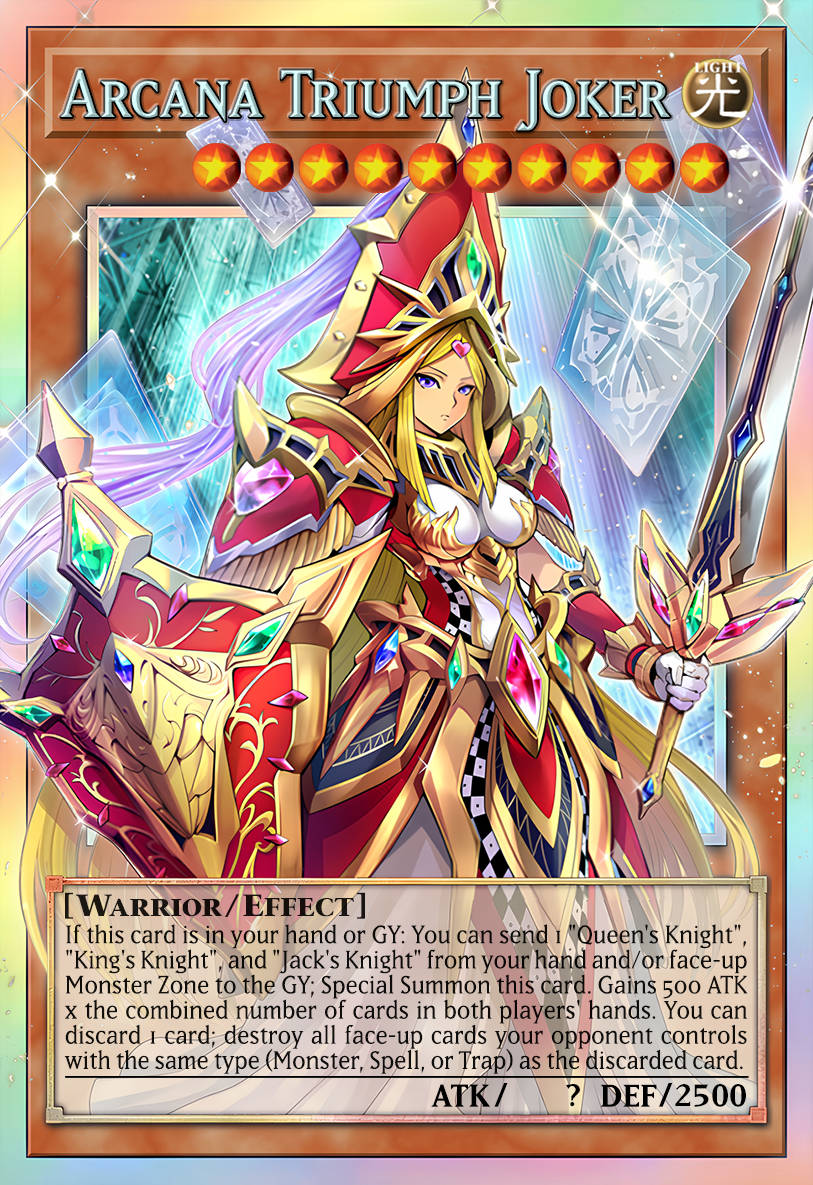 LIGHT
光
Arcana Triumph Joker
[Warrior/Effect]
If this card is in your hand or GY: You can send 1 "Queen's Knight",
"King's Knight", and "Jack's Knight" from your hand and/or face-up
Monster Zone to the GY; Special Summon this card. Gains 500 ATK
x the combined number of cards in both players' hands. You can
discard 1 card; destroy all face-up cards your opponent controls
with the same type (Monster, Spell, or Trap) as the discarded card.
ATK/ ? DEF/2500